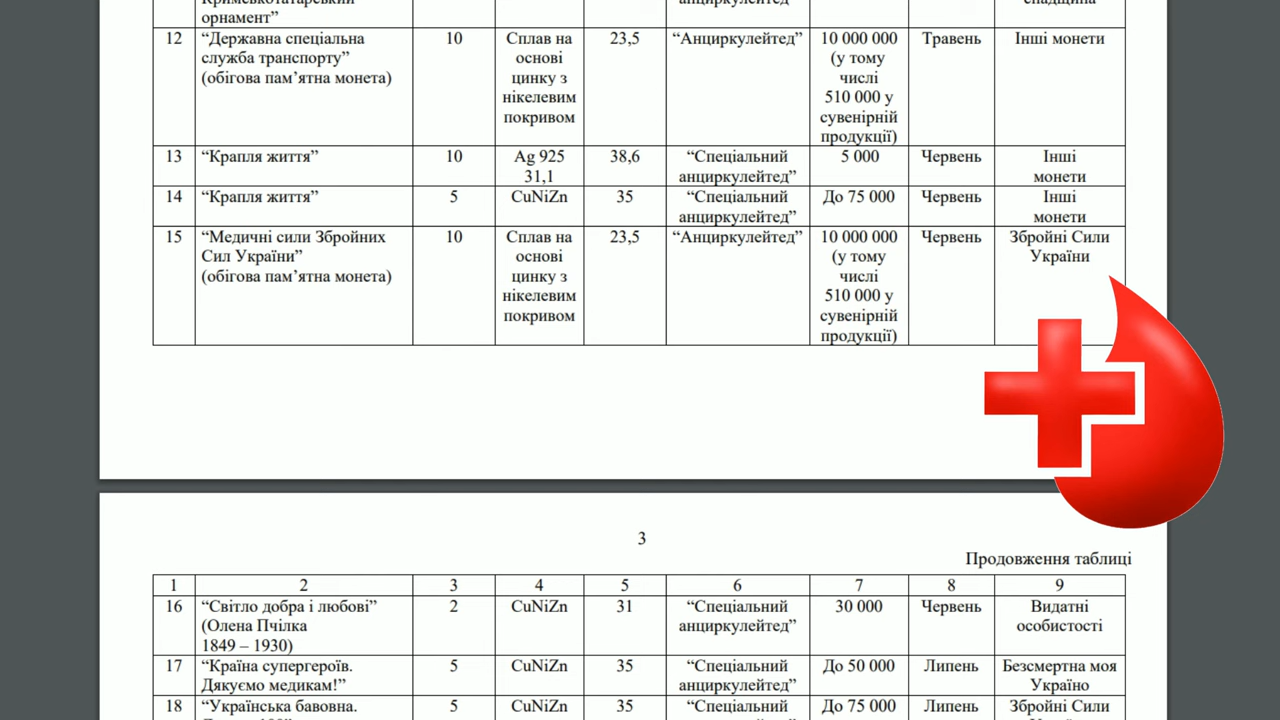 орнамент”
12 “Державна спеціальна служба транспорту” (обігова пам’ятна монета) 10 Сплав на основі цинку з нікелевим покривом 23,5 “Анциркулейтед” 10 000 000 (у тому числі 510 000 у сувенірній продукції) Травень Інші монети
13 “Крапля життя” 10 Ag 925 31,1 38,6 “Спеціальний анциркулейтед” 5 000 Червень Інші монети
14 “Крапля життя” 5 CuNiZn 35 “Спеціальний анциркулейтед” До 75 000 Червень Інші монети
15 “Медичні сили Збройних Сил України” (обігова пам’ятна монета) 10 Сплав на основі цинку з нікелевим покривом 23,5 “Анциркулейтед” 10 000 000 (у тому числі 510 000 у сувенірній продукції) Червень Збройні Сили України
3
Продовження таблиці
1 2 3 4 5 6 7 8 9
16 “Світло добра і любові” (Олена Пчілка 1849 – 1930) 2 CuNiZn 31 “Спеціальний анциркулейтед” 30 000 Червень Видатні особистості
17 “Країна супергероїв. Дякуємо медикам!” 5 CuNiZn 35 “Спеціальний анциркулейтед” До 50 000 Липень Безсмертна моя Україно
18 “Українська бавовна. 5 CuNiZn 35 “Спеціальний анциркулейтед” До 75 000 Липень Збройні Сили